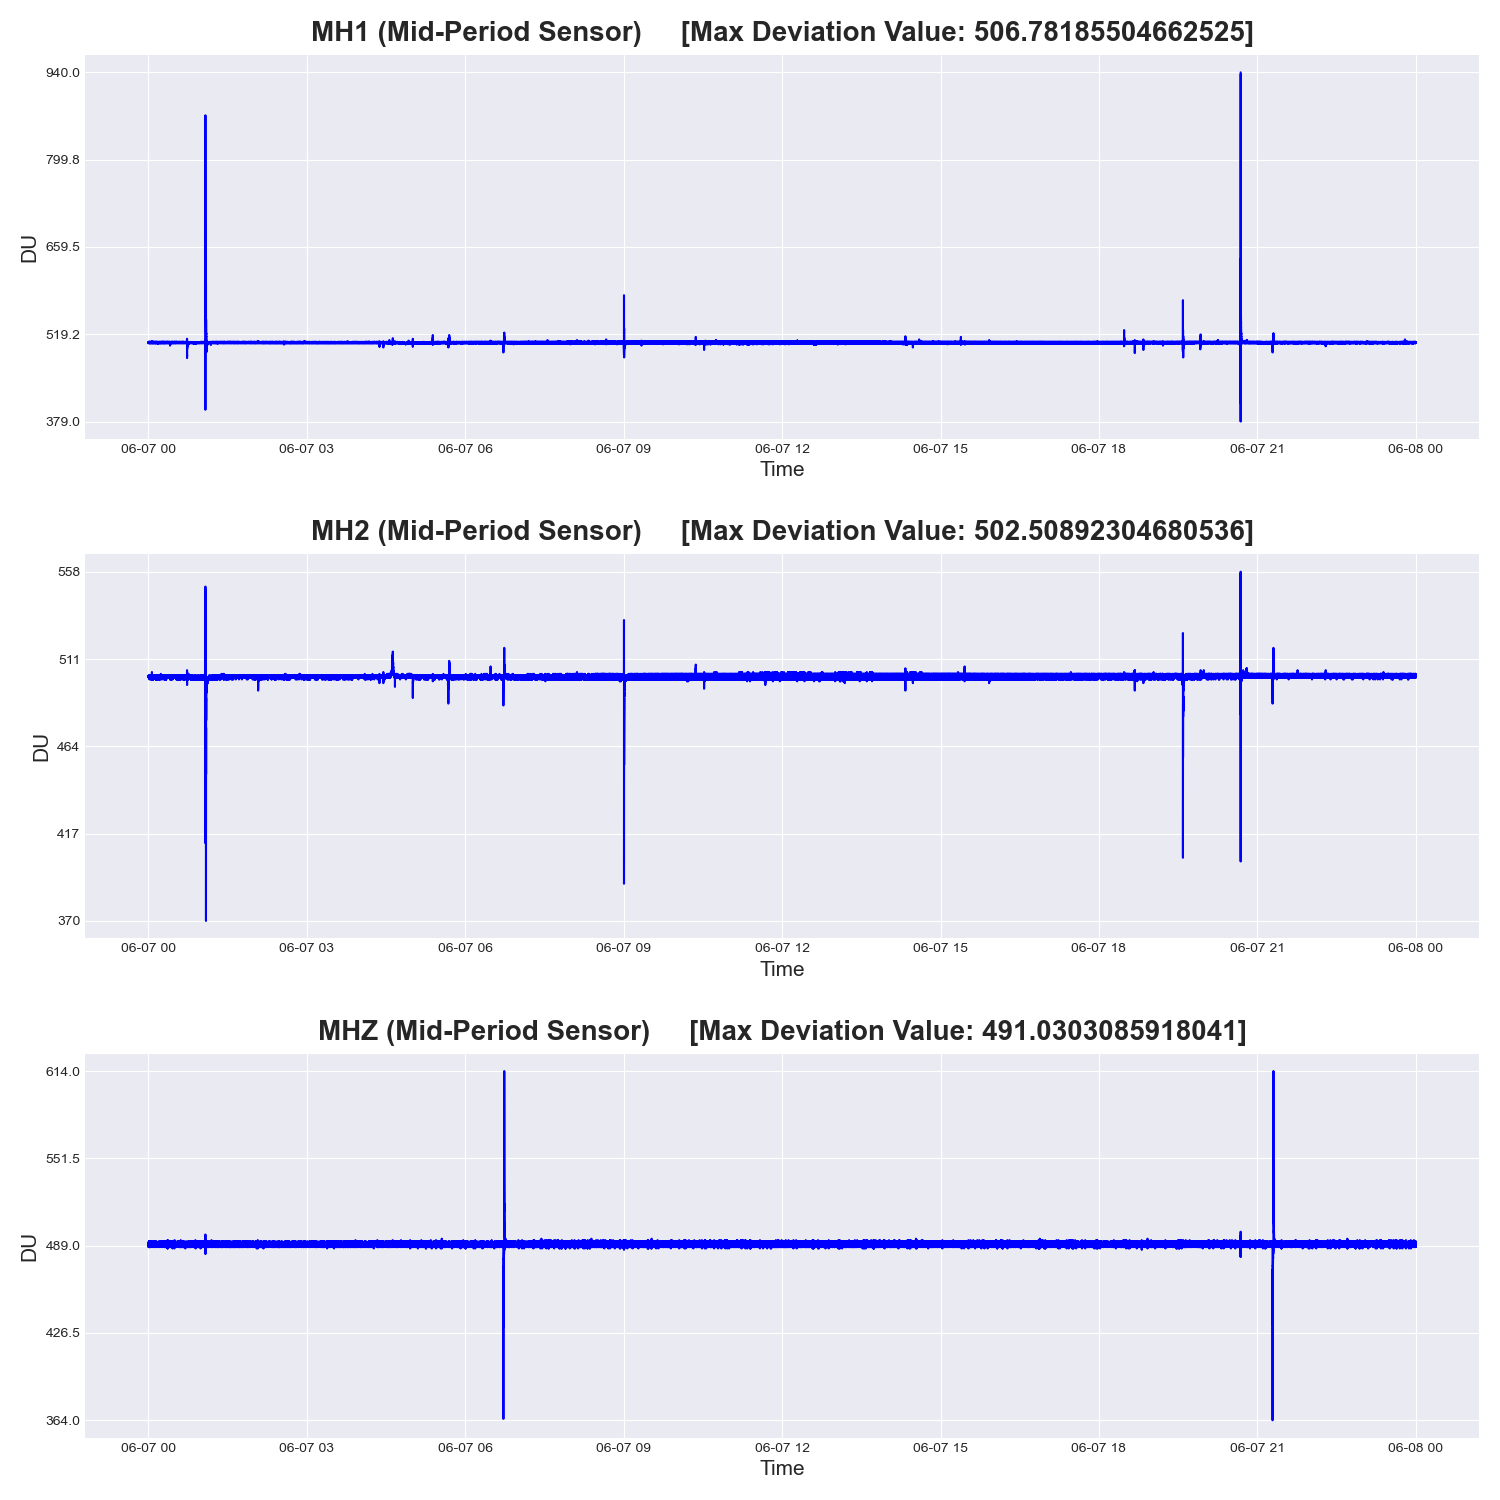 MH1 (Mid-Period Sensor) [Max Deviation Value: 506.78185504662525]
940.0
799.8
659.5
519.2
379.0
DU
06-07 00 06-07 03 06-07 06 06-07 09 06-07 12 06-07 15 06-07 18 06-07 21 06-08 00
Time
MH2 (Mid-Period Sensor) [Max Deviation Value: 502.50892304680536]
558
511
464
417
370
DU
06-07 00 06-07 03 06-07 06 06-07 09 06-07 12 06-07 15 06-07 18 06-07 21 06-08 00
Time
MHZ (Mid-Period Sensor) [Max Deviation Value: 491.0303085918041]
614.0
551.5
489.0
426.5
364.0
DU
06-07 00 06-07 03 06-07 06 06-07 09 06-07 12 06-07 15 06-07 18 06-07 21 06-08 00
Time